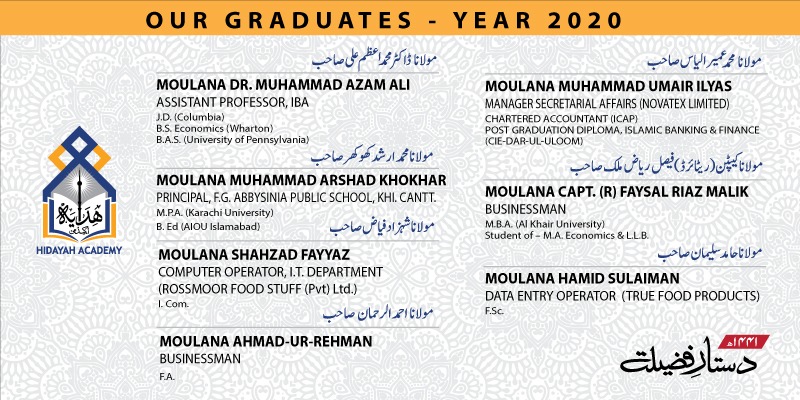 OUR GRADUATES - YEAR 2020
مولانا ڈاکٹر محمد اعظم علی صاحب
MOULANA DR. MUHAMMAD AZAM ALI
ASSISTANT PROFESSOR, IBA
J.D. (Columbia)
B.S. Economics (Wharton)
B.A.S. (University of Pennsylvania)
مولانا محمد ارشد کھوکھر صاحب
MOULANA MUHAMMAD ARSHAD KHOKHAR
PRINCIPAL, F.G. ABBYSINIA PUBLIC SCHOOL, KHI. CANTT.
M.P.A. (Karachi University)
B. Ed (AIOU Islamabad)
مولانا شہزاد فیاض صاحب
MOULANA SHAHZAD FAYYAZ
COMPUTER OPERATOR, I.T. DEPARTMENT
(ROSSMOOR FOOD STUFF (Pvt) Ltd.)
I. Com.
مولانا احمد الرحمان صاحب
MOULANA AHMAD-UR-REHMAN
BUSINESSMAN
F.A.
مولانا محمد عمیر الیاس صاحب
MOULANA MUHAMMAD UMAIR ILYAS
MANAGER SECRETARIAL AFFAIRS (NOVATEX LIMITED)
CHARTERED ACCOUNTANT (ICAP)
POST GRADUATION DIPLOMA, ISLAMIC BANKING & FINANCE
(CIE-DAR-UL-ULOOM)
مولانا کیپٹن (ریٹائرڈ) فیصل ریاض ملک صاحب
MOULANA CAPT. (R) FAYSAL RIAZ MALIK
BUSINESSMAN
M.B.A. (Al Khair University)
Student of – M.A. Economics & L.L.B.
مولانا حامد سلیمان صاحب
MOULANA HAMID SULAIMAN
DATA ENTRY OPERATOR (TRUE FOOD PRODUCTS)
F.Sc.
هداية
HIDAYAH ACADEMY
۱۴۴۱ھ
دستارِ فضیلت